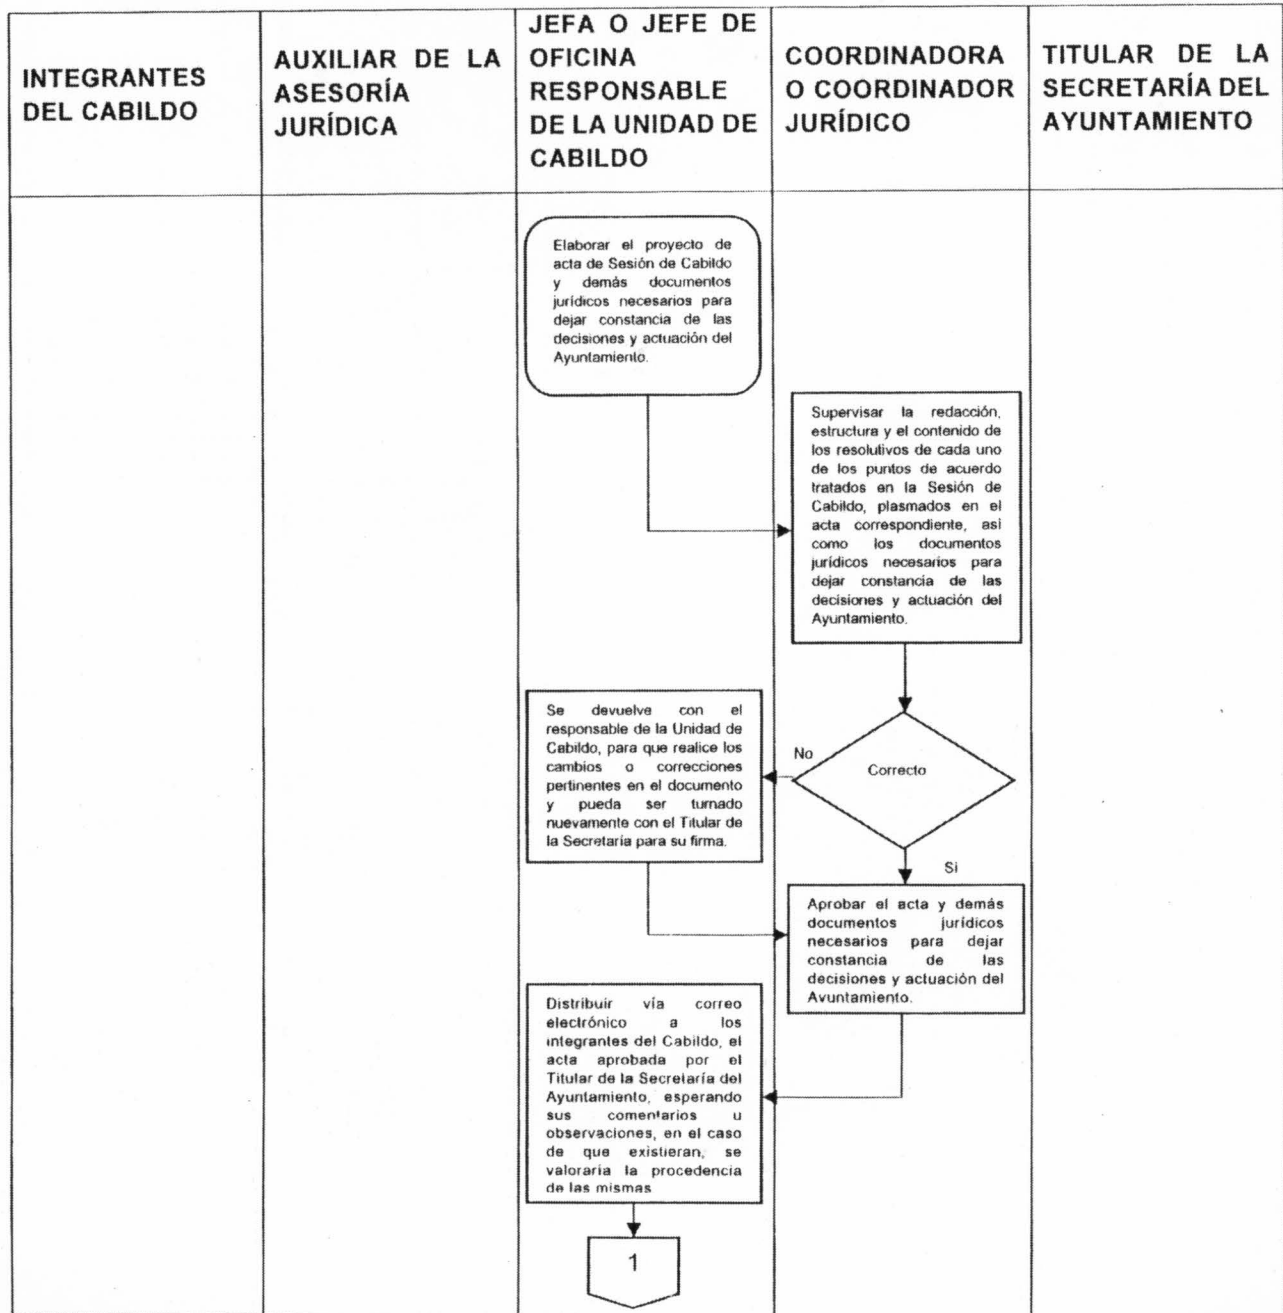 INTEGRANTES
DEL CABILDO
AUXILIAR DE LA
ASESORÍA
JURÍDICA
JEFA O JEFE DE
OFICINA
RESPONSABLE
DE LA UNIDAD DE
CABILDO
COORDINADORA
O COORDINADOR
JURÍDICO
TITULAR DE LA
SECRETARÍA DEL
AYUNTAMIENTO
Elaborar el proyecto de
acta de Sesión de Cabildo
y demás documentos
jurídicos necesarios para
dejar constancia de las
decisiones y actuación del
Ayuntamiento.
Supervisar la redacción,
estructura y el contenido de
los resolutivos de cada uno
de los puntos de acuerdo
tratados en la Sesión de
Cabildo, plasmados en el
acta correspondiente, asi
como los documentos
jurídicos necesarios para
dejar constancia de las
decisiones y actuación del
Ayuntamiento.
Se devuelve con el
responsable de la Unidad de
Cabildo, para que realice los
cambios o correcciones
pertinentes en el documento
y pueda ser turnado
nuevamente con el Titular de
la Secretaría para su firma.
No
Correcto
Si
Aprobar el acta y demás
documentos jurídicos
necesarios para dejar
constancia de las
decisiones y actuación del
Ayuntamiento.
Distribuir vía correo
electrónico a los
integrantes del Cabildo, el
acta aprobada por el
Titular de la Secretaría del
Ayuntamiento, esperando
sus comentarios u
observaciones, en el caso
de que existieran, se
valoraría la procedencia
de las mismas
1